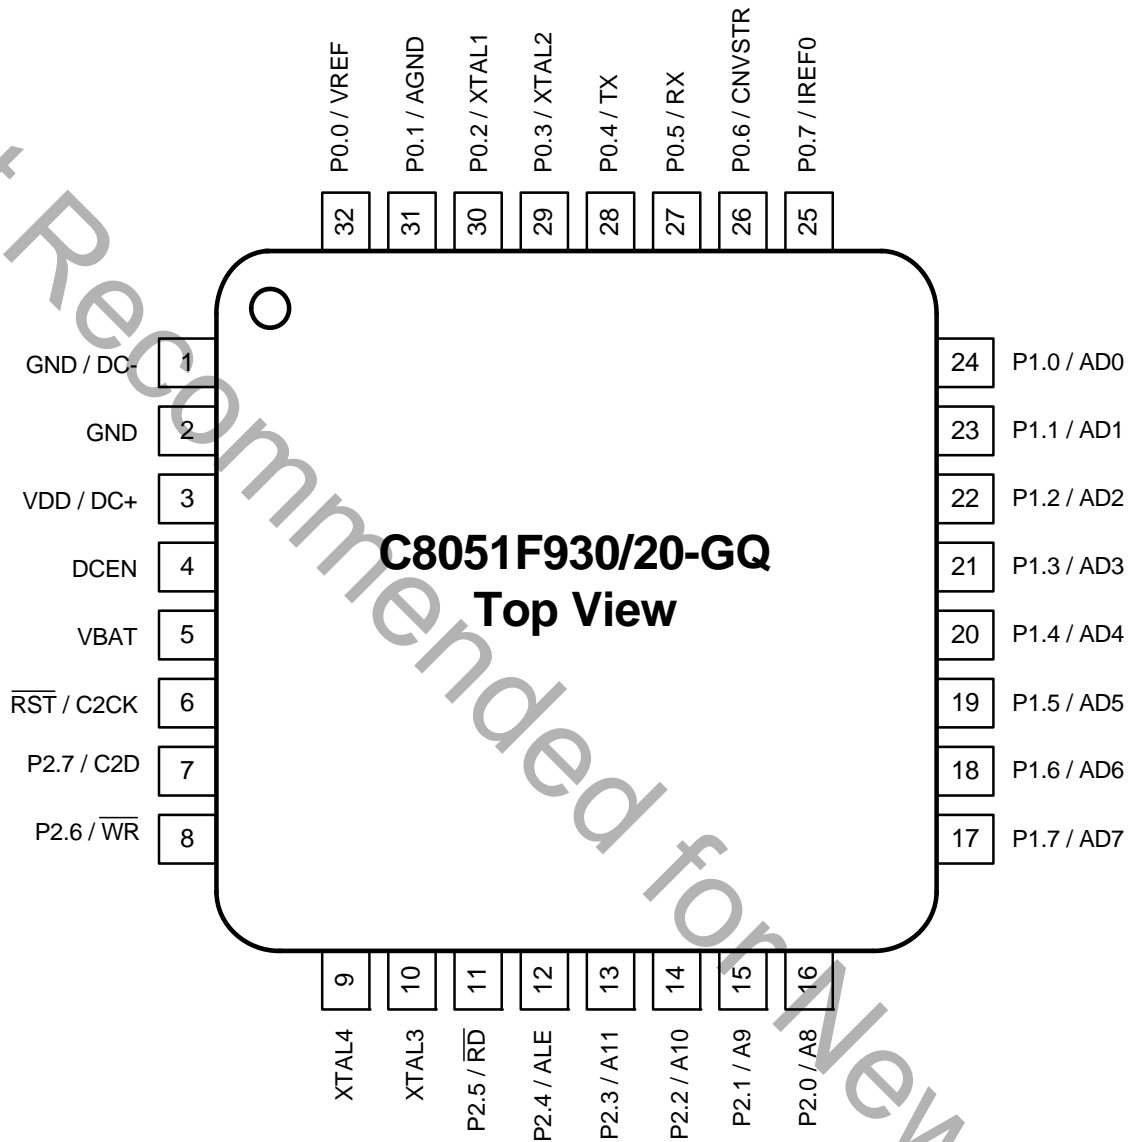 P0.0 / VREF
P0.1 / AGND
P0.2 / XTAL1
P0.3 / XTAL2
P0.4 / TX
P0.5 / RX
P0.6 / CNVSTR
P0.7 / IREF0
32
31
30
29
28
27
26
25
GND / DC-
1
GND
2
VDD / DC+
3
DCEN
4
VBAT
5
R̅S̅T̅ / C2CK
6
P2.7 / C2D
7
P2.6 / W̅R̅
8
C8051F930/20-GQ
Top View
24
P1.0 / AD0
23
P1.1 / AD1
22
P1.2 / AD2
21
P1.3 / AD3
20
P1.4 / AD4
19
P1.5 / AD5
18
P1.6 / AD6
17
P1.7 / AD7
9
10
11
12
13
14
15
16
XTAL4
XTAL3
P2.5 / R̅D̅
P2.4 / ALE
P2.3 / A11
P2.2 / A10
P2.1 / A9
P2.0 / A8
Recommended for New